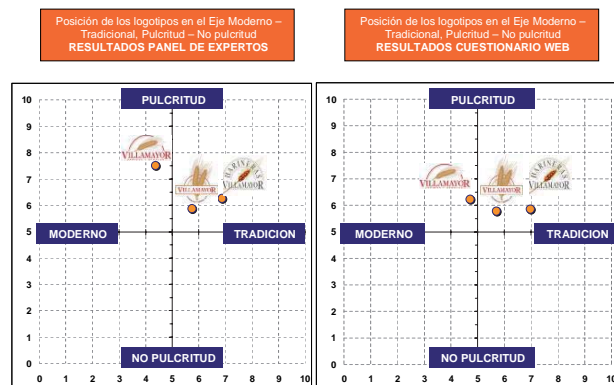 Posición de los logotipos en el Eje Moderno –
Tradicional, Pulcritud – No pulcritud
RESULTADOS PANEL DE EXPERTOS
10
PULCRITUD
9
8
VILLAMAYOR
HARINERAS
VILLAMAYOR
VILLAMAYOR
7
6
5
MODERNO
TRADICION
4
3
2
1
NO PULCRITUD
0
0 1 2 3 4 5 6 7 8 9 10
Posición de los logotipos en el Eje Moderno –
Tradicional, Pulcritud – No pulcritud
RESULTADOS CUESTIONARIO WEB
10
PULCRITUD
9
8
HARINERAS
VILLAMAYOR
VILLAMAYOR
VILLAMAYOR
7
6
5
MODERNO
TRADICION
4
3
2
1
NO PULCRITUD
0
0 1 2 3 4 5 6 7 8 9 10